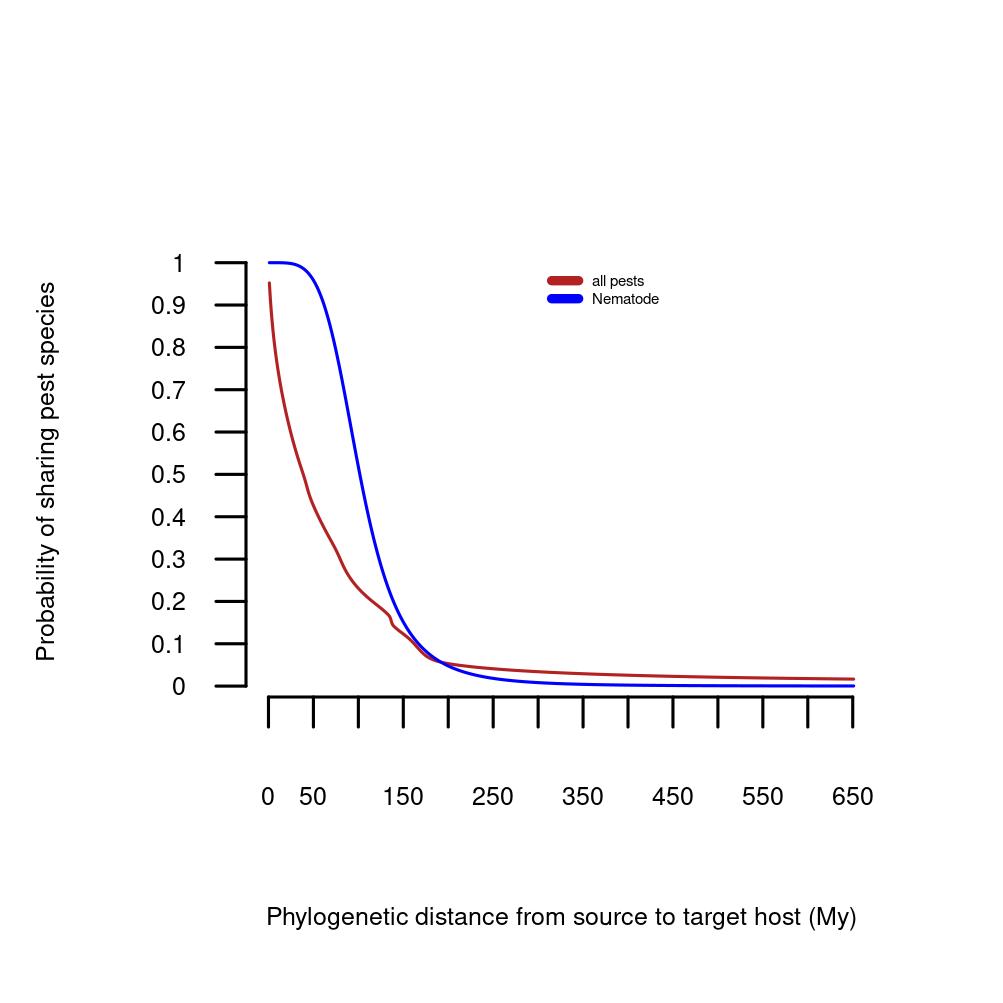 Probability of sharing pest species
1
0.9
0.8
0.7
0.6
0.5
0.4
0.3
0.2
0.1
0
all pests
Nematode
0 50 150 250 350 450 550 650
Phylogenetic distance from source to target host (My)